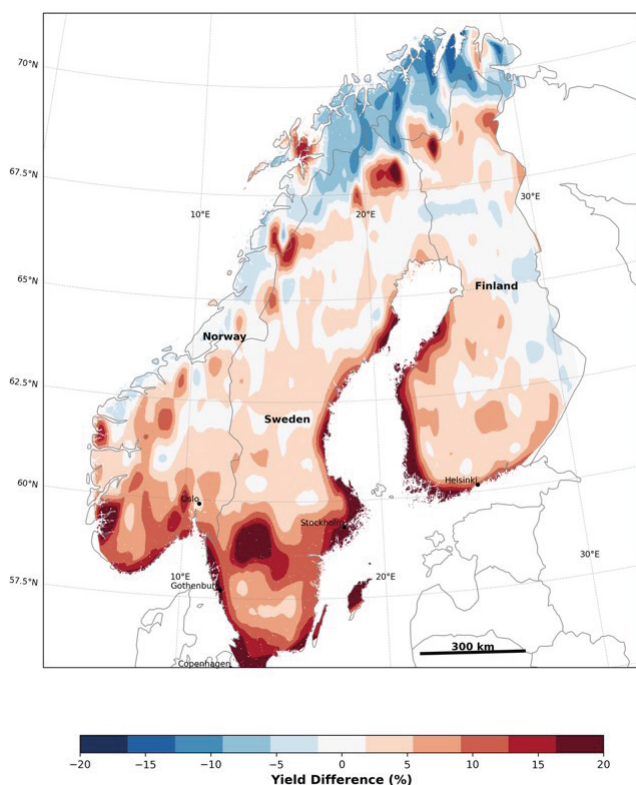 70°N
67.5°N
10°E
20°E
30°E
65°N
Finland
Norway
62.5°N
Sweden
60°N
Oslo
Helsinki
Stockholm
57.5°N
10°E
20°E
30°E
Gothenburg
300 km
Copenhagen
−20 −15 −10 −5 0 5 10 15 20
Yield Difference (%)